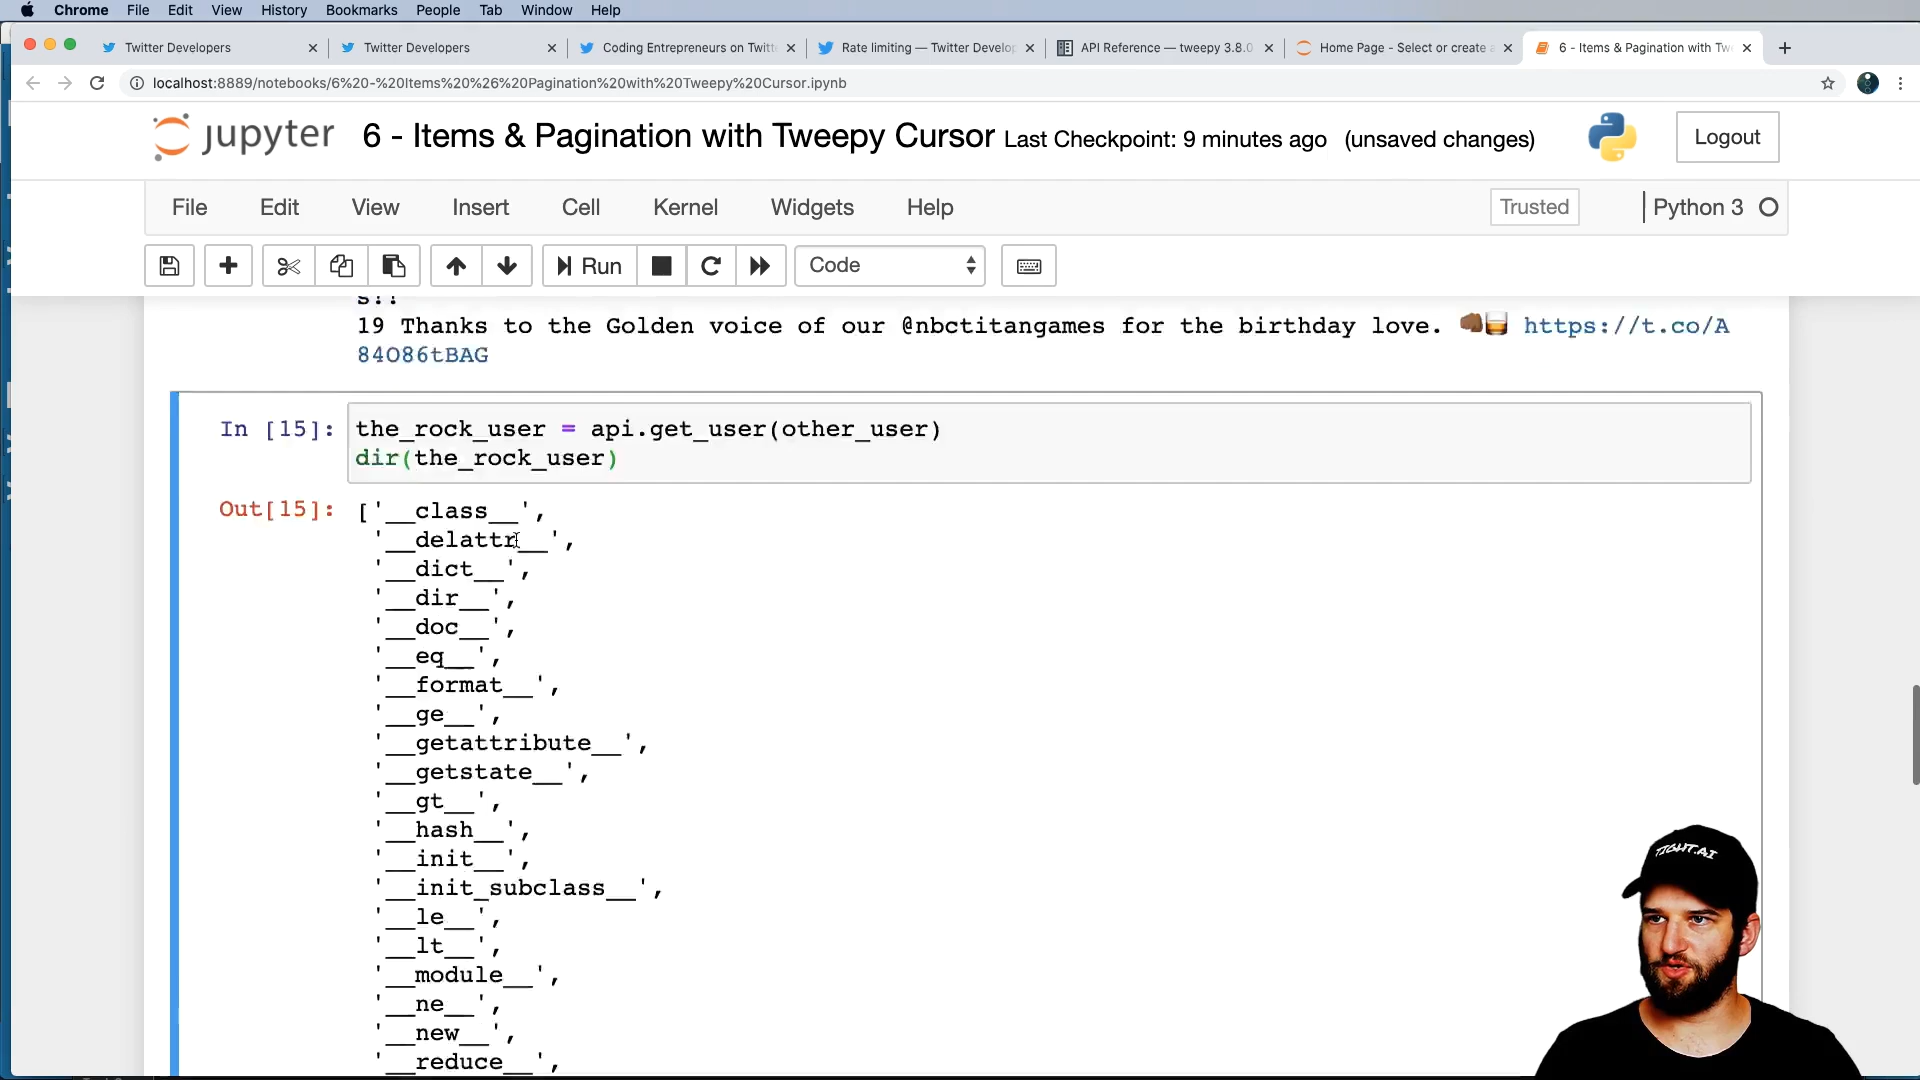 Chrome File Edit View History Bookmarks People Tab Window Help
Twitter Developers
Twitter Developers
Coding Entrepreneurs on Twitt
Rate limiting — Twitter Develop
API Reference — tweepy 3.8.0
Home Page - Select or create a
6 - Items & Pagination with Tw
localhost:8889/notebooks/6%20-%20Items%20%26%20Pagination%20with%20Tweepy%20Cursor.ipynb
jupyter 6 - Items & Pagination with Tweepy Cursor Last Checkpoint: 9 minutes ago (unsaved changes) Logout
File Edit View Insert Cell Kernel Widgets Help Trusted Python 3
Run Code
s!!
19 Thanks to the Golden voice of our @nbctitangames for the birthday love. 👊🏾🥃 https://t.co/A
84O86tBAG
In [15]: the_rock_user = api.get_user(other_user)
dir(the_rock_user)
Out[15]: ['__class__',
'__delattr__',
'__dict__',
'__dir__',
'__doc__',
'__eq__',
'__format__',
'__ge__',
'__getattribute__',
'__getstate__',
'__gt__',
'__hash__',
'__init__',
'__init_subclass__',
'__le__',
'__lt__',
'__module__',
'__ne__',
'__new__',
'__reduce__',
TIGHT.AI